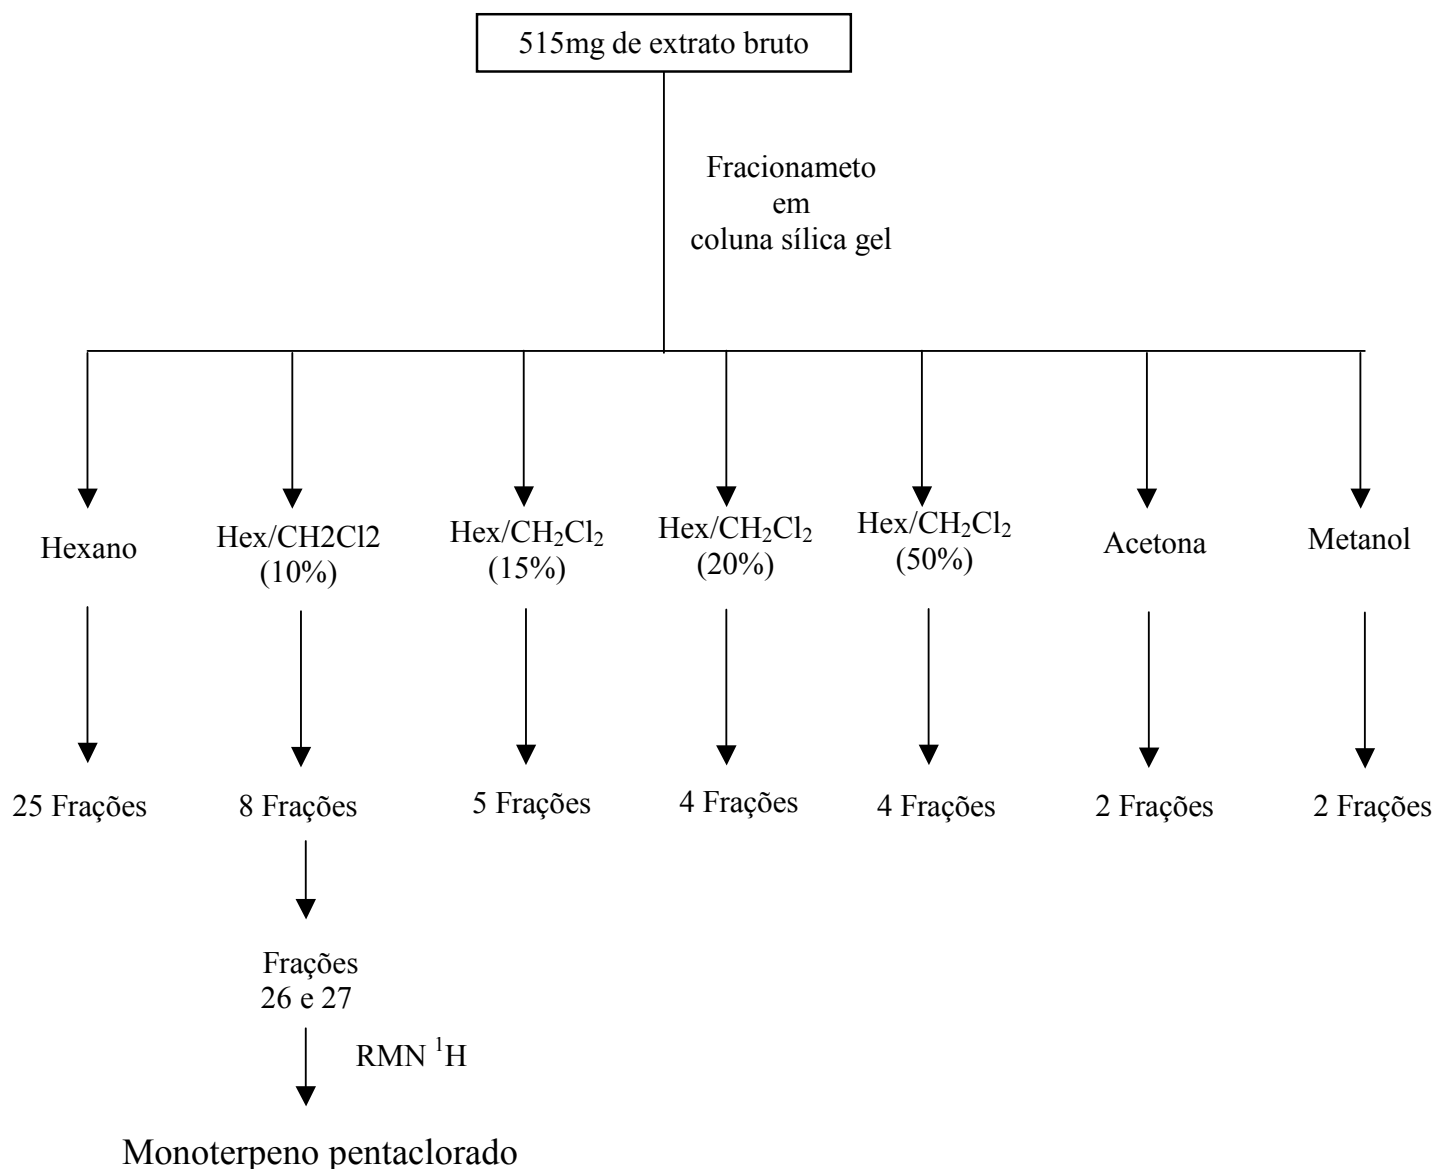 515mg de extrato bruto
Fracionameto
em
coluna sílica gel
Hexano
Hex/CH2Cl2
(10%)
Hex/CH₂Cl₂
(15%)
Hex/CH₂Cl₂
(20%)
Hex/CH₂Cl₂
(50%)
Acetona
Metanol
25 Frações
8 Frações
5 Frações
4 Frações
4 Frações
2 Frações
2 Frações
Frações
26 e 27
RMN ¹H
Monoterpeno pentaclorado